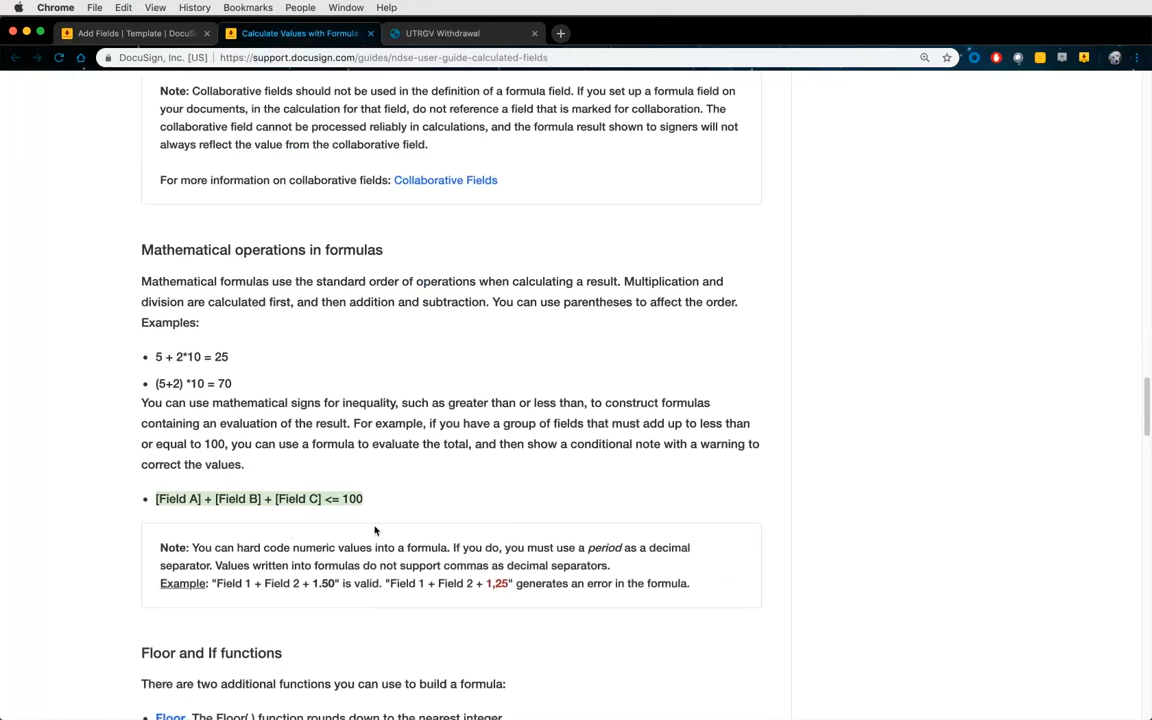 Chrome File Edit View History Bookmarks People Window Help
Add Fields | Template | DocuSi
Calculate Values with Formula
UTRGV Withdrawal
DocuSign, Inc. [US] | https://support.docusign.com/guides/ndse-user-guide-calculated-fields
Note: Collaborative fields should not be used in the definition of a formula field. If you set up a formula field on
your documents, in the calculation for that field, do not reference a field that is marked for collaboration. The
collaborative field cannot be processed reliably in calculations, and the formula result shown to signers will not
always reflect the value from the collaborative field.
For more information on collaborative fields: Collaborative Fields
Mathematical operations in formulas
Mathematical formulas use the standard order of operations when calculating a result. Multiplication and
division are calculated first, and then addition and subtraction. You can use parentheses to affect the order.
Examples:
• 5 + 2*10 = 25
• (5+2) *10 = 70
You can use mathematical signs for inequality, such as greater than or less than, to construct formulas
containing an evaluation of the result. For example, if you have a group of fields that must add up to less than
or equal to 100, you can use a formula to evaluate the total, and then show a conditional note with a warning to
correct the values.
• [Field A] + [Field B] + [Field C] <= 100
Note: You can hard code numeric values into a formula. If you do, you must use a period as a decimal
separator. Values written into formulas do not support commas as decimal separators.
Example: "Field 1 + Field 2 + 1.50" is valid. "Field 1 + Field 2 + 1,25" generates an error in the formula.
Floor and If functions
There are two additional functions you can use to build a formula:
• Floor. The Floor( ) function rounds down to the nearest integer